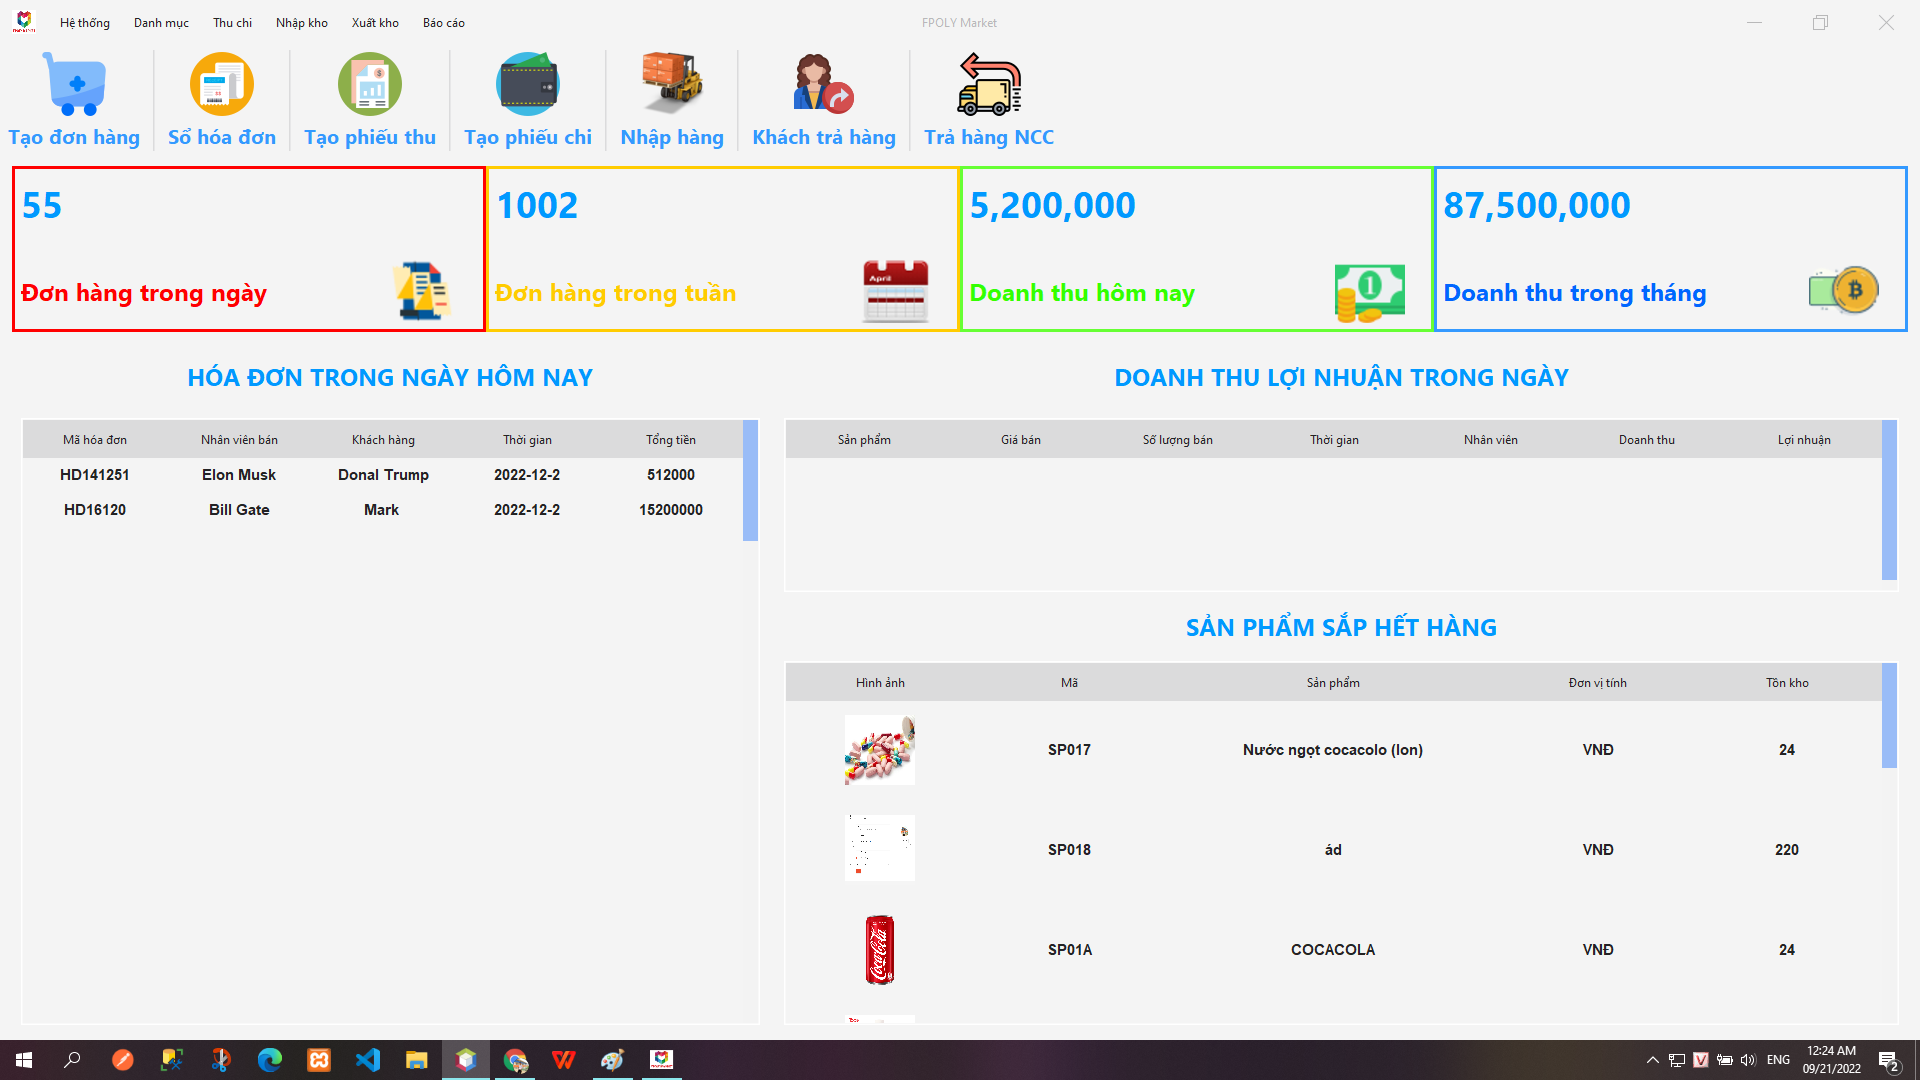 Hệ thống Danh mục Thu chi Nhập kho Xuất kho Báo cáo FPOLY Market
Tạo đơn hàng Sổ hóa đơn Tạo phiếu thu Tạo phiếu chi Nhập hàng Khách trả hàng Trả hàng NCC
55 1002 5,200,000 87,500,000
April
Đơn hàng trong ngày Đơn hàng trong tuần Doanh thu hôm nay Doanh thu trong tháng
HÓA ĐƠN TRONG NGÀY HÔM NAY
Mã hóa đơn Nhân viên bán Khách hàng Thời gian Tổng tiền
HD141251 Elon Musk Donal Trump 2022-12-2 512000
HD16120 Bill Gate Mark 2022-12-2 15200000
DOANH THU LỢI NHUẬN TRONG NGÀY
Sản phẩm Giá bán Số lượng bán Thời gian Nhân viên Doanh thu Lợi nhuận
SẢN PHẨM SẮP HẾT HÀNG
Hình ảnh Mã Sản phẩm Đơn vị tính Tồn kho
SP017 Nước ngọt cocacolo (lon) VNĐ 24
SP018 ád VNĐ 220
Coca-Cola SP01A COCACOLA VNĐ 24
ENG 12:24 AM
09/21/2022
2